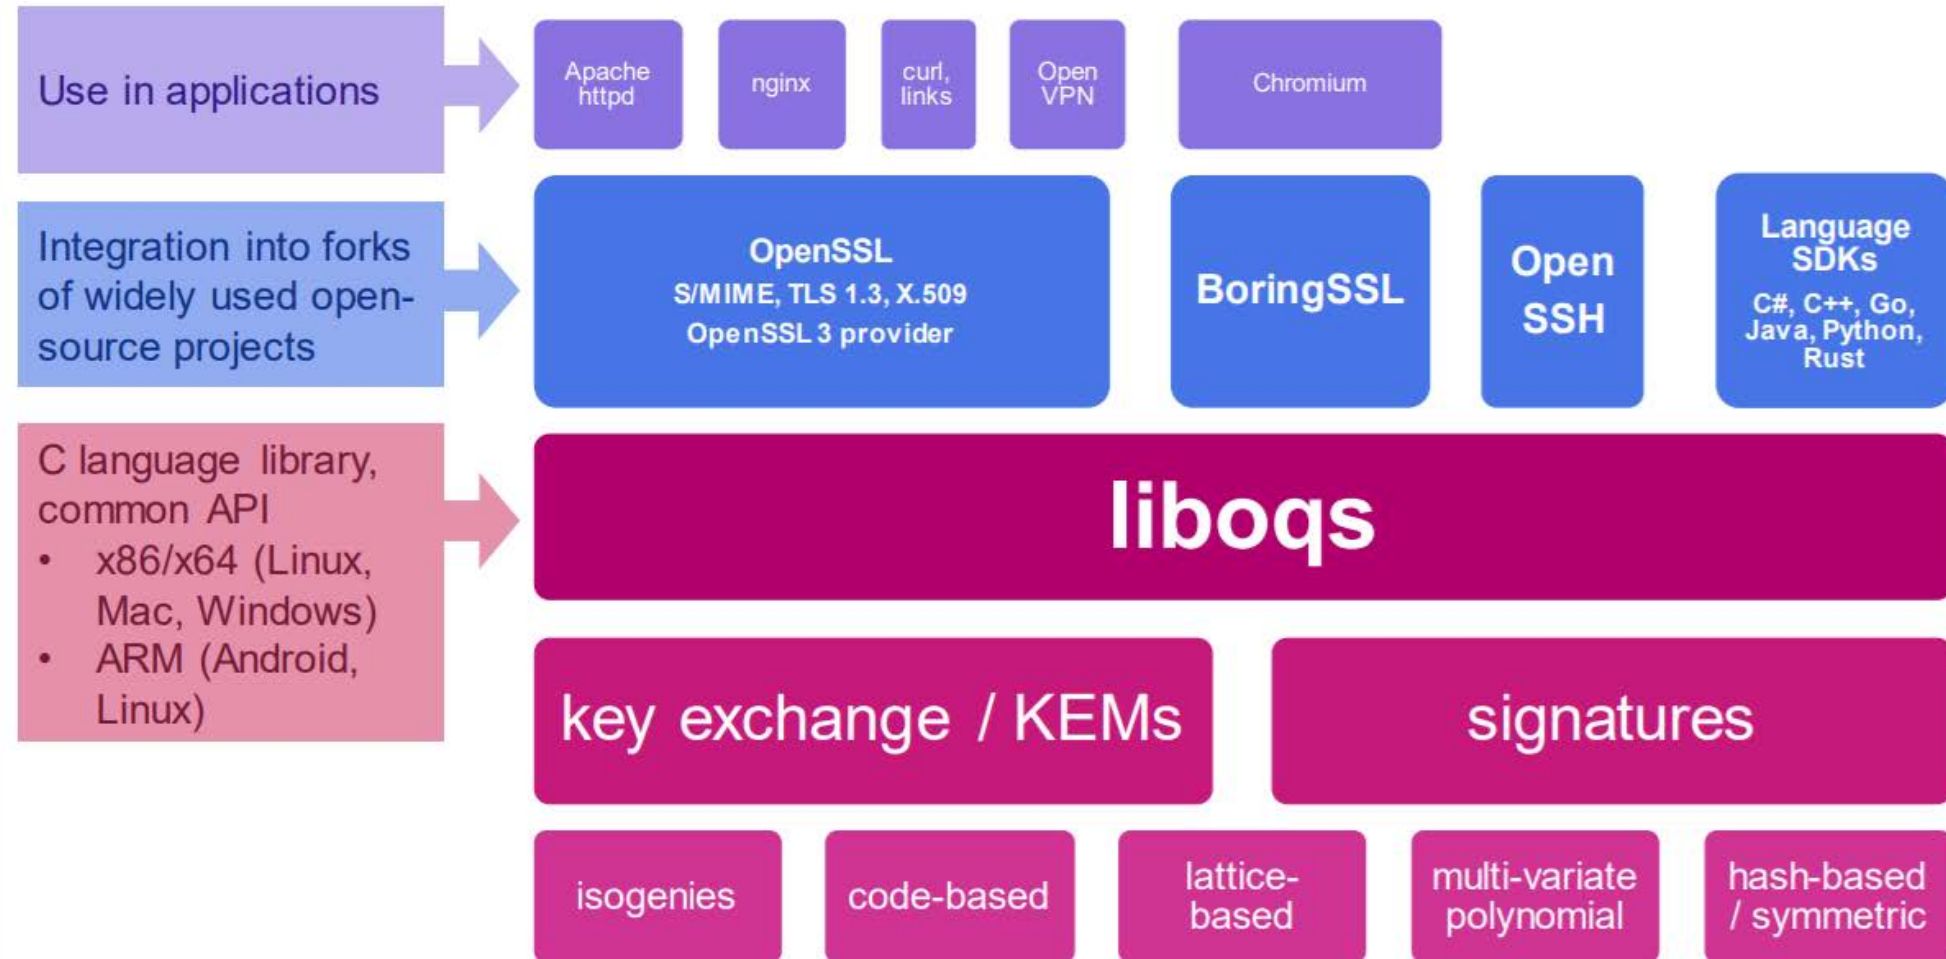 Use in applications
Apache
httpd
nginx
curl,
links
Open
VPN
Chromium
Integration into forks
of widely used open-
source projects
OpenSSL
S/MIME, TLS 1.3, X.509
OpenSSL 3 provider
BoringSSL
Open
SSH
Language
SDKs
C#, C++, Go,
Java, Python,
Rust
C language library,
common API
• x86/x64 (Linux,
Mac, Windows)
• ARM (Android,
Linux)
liboqs
key exchange / KEMs
signatures
isogenies
code-based
lattice-
based
multi-variate
polynomial
hash-based
/ symmetric